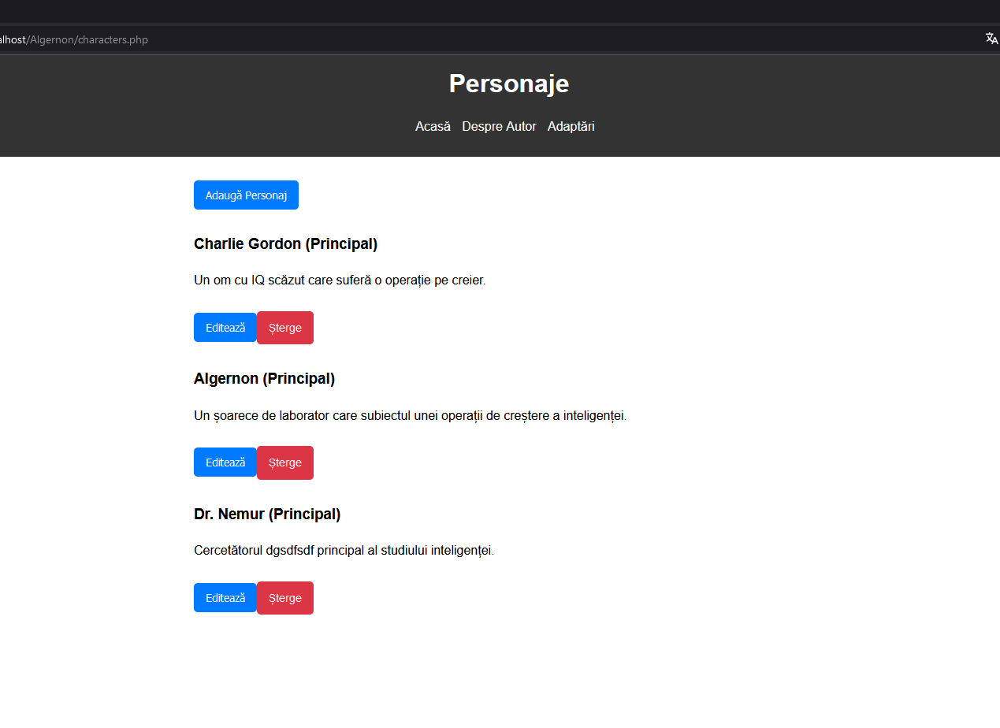 alhost/Algernon/characters.php
Personaje
Acasă Despre Autor Adaptări
Adaugă Personaj
Charlie Gordon (Principal)
Un om cu IQ scăzut care suferă o operație pe creier.
Editează Șterge
Algernon (Principal)
Un șoarece de laborator care subiectul unei operații de creștere a inteligenței.
Editează Șterge
Dr. Nemur (Principal)
Cercetătorul dgsdfsdf principal al studiului inteligenței.
Editează Șterge